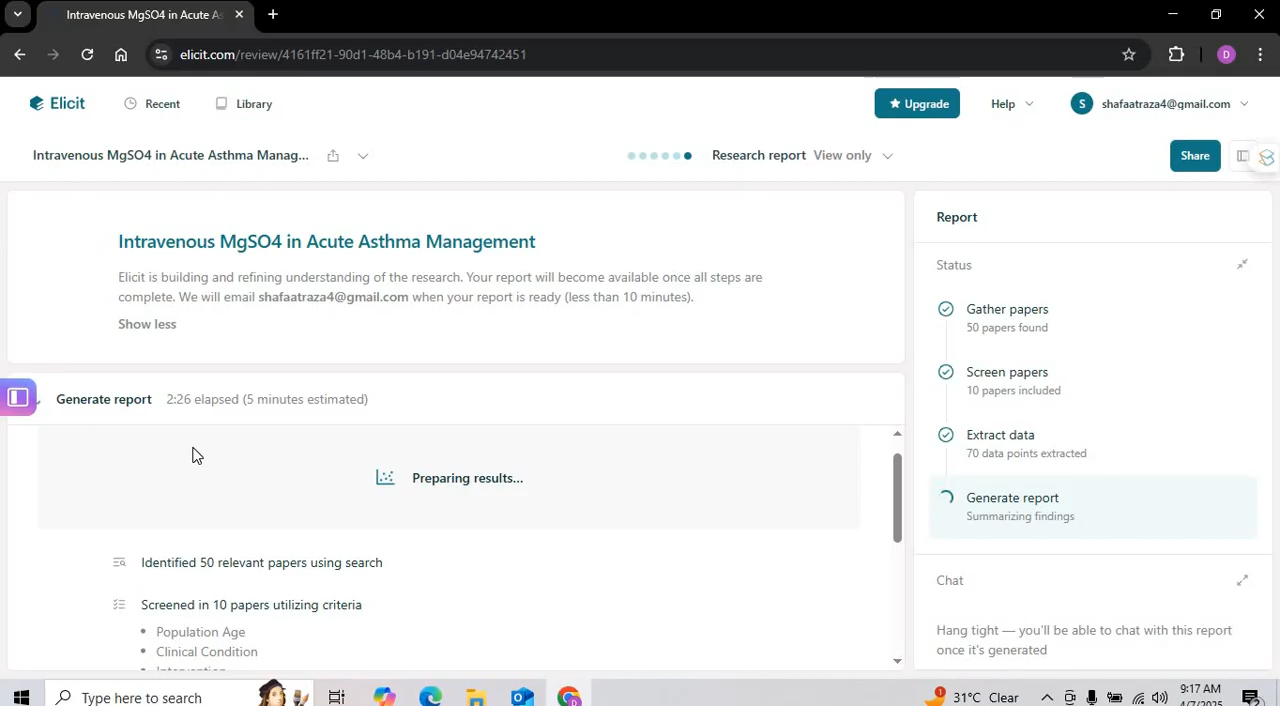 Intravenous MgSO4 in Acute As
elicit.com/review/4161ff21-90d1-48b4-b191-d04e94742451
D
Elicit
Recent
Library
Upgrade
Help
S
shafaatraza4@gmail.com
Intravenous MgSO4 in Acute Asthma Manag...
Research report View only
Share
Intravenous MgSO4 in Acute Asthma Management
Elicit is building and refining understanding of the research. Your report will become available once all steps are
complete. We will email shafaatraza4@gmail.com when your report is ready (less than 10 minutes).
Show less
Generate report 2:26 elapsed (5 minutes estimated)
Preparing results...
Identified 50 relevant papers using search
Screened in 10 papers utilizing criteria
• Population Age
• Clinical Condition
• Intervention
Report
Status
Gather papers
50 papers found
Screen papers
10 papers included
Extract data
70 data points extracted
Generate report
Summarizing findings
Chat
Hang tight — you'll be able to chat with this report
once it's generated
Type here to search
1
31°C Clear
9:17 AM
4/7/2025
2